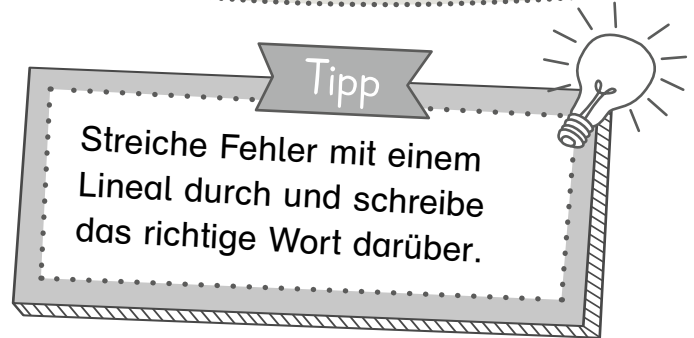 Tipp
Streiche Fehler mit einem
Lineal durch und schreibe
das richtige Wort darüber.